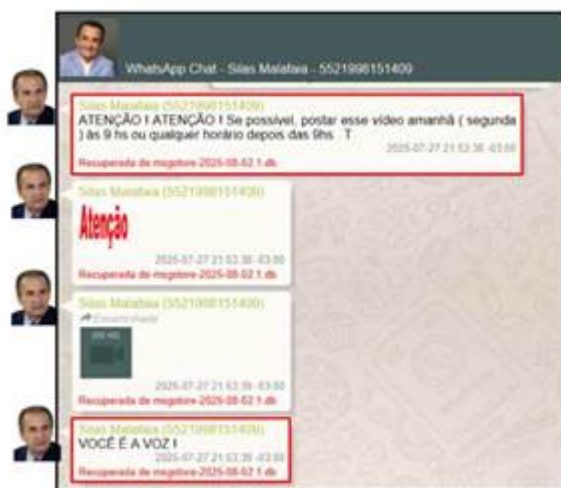 WhatsApp Chat - Silas Malafaia - 5521998151409
Silas Malafaia (5521998151409)
ATENÇÃO ! ATENÇÃO ! Se possível, postar esse vídeo amanhã ( segunda
) às 9 hs ou qualquer horário depois das 9hs T
2025-07-27 21:53:38 -03:00
Recuperada de msgstore-2025-08-02.1.db
Silas Malafaia (5521998151409)
Atenção
2025-07-27 21:53:38 -03:00
Recuperada de msgstore-2025-08-02.1.db
Silas Malafaia (5521998151409)
Encaminhada
2025-07-27 21:53:39 -03:00
Recuperada de msgstore-2025-08-02.1.db
Silas Malafaia (5521998151409)
VOCÊ É A VOZ !
2025-07-27 21:53:39 -03:00
Recuperada de msgstore-2025-08-02.1.db